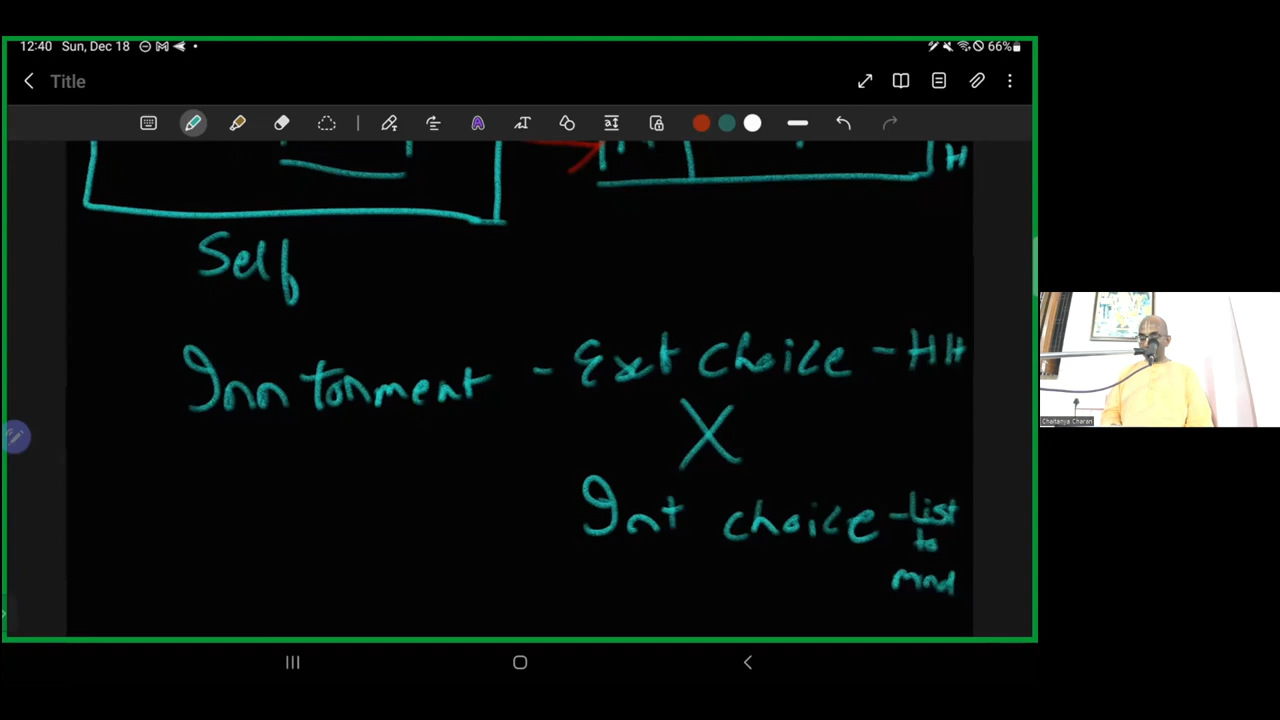 12:40 Sun, Dec 18
66%
Title
H
Self
Inn torment - Ext choice - HH
X
Int choice - list
to
mnd
Chaitanya Charan